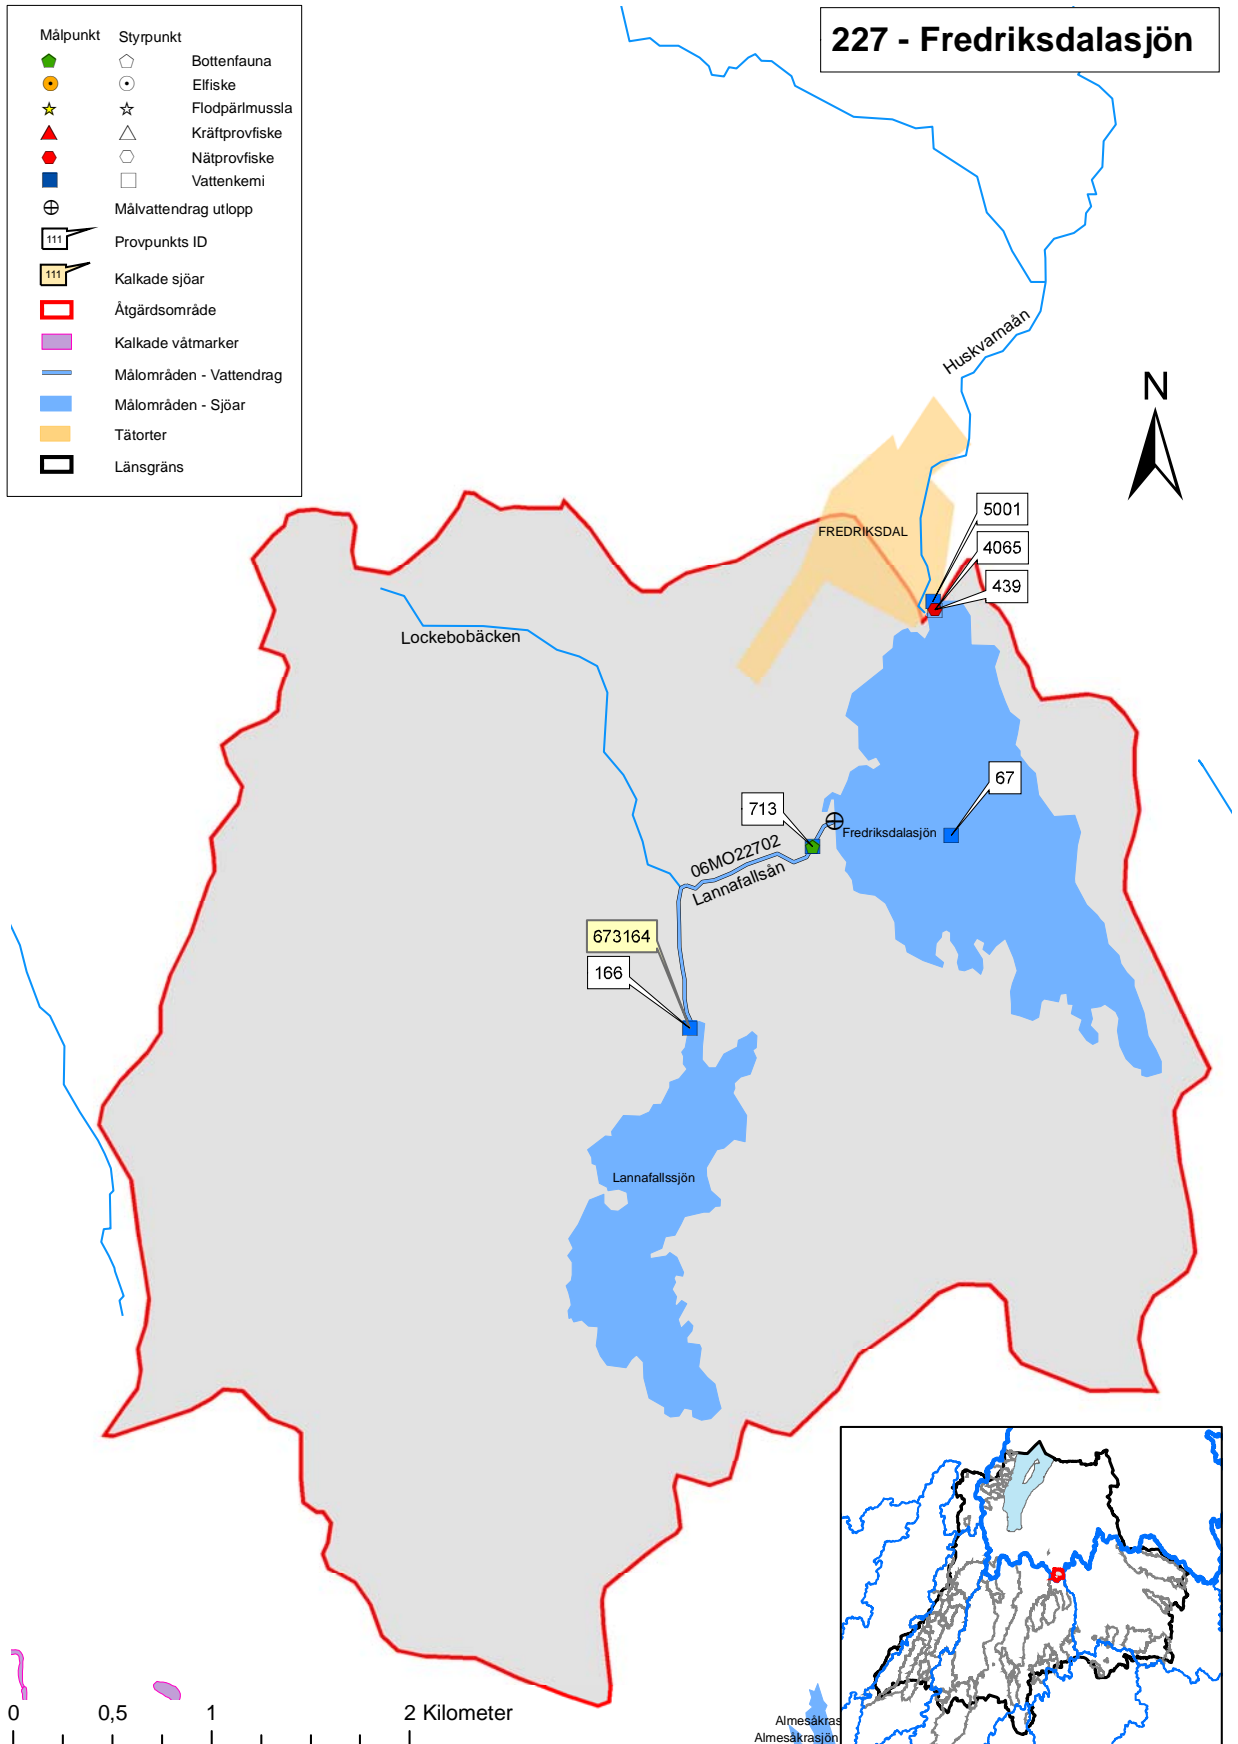 227 - Fredriksdalasjön
Målpunkt Styrpunkt
Bottenfauna
Elfiske
Flodpärlmussla
Kräftprovfiske
Nätprovfiske
Vattenkemi
Målvattendrag utlopp
111 Provpunkts ID
111 Kalkade sjöar
Åtgärdsområde
Kalkade våtmarker
Målområden - Vattendrag
Målområden - Sjöar
Tätorter
Länsgräns
Huskvarnaån
N
5001
FREDRIKSDAL
4065
439
Lockebobäcken
67
713
Fredriksdalasjön
06MO22702
Lannafallsån
673164
166
Lannafallssjön
0 0,5 1 2 Kilometer
Almesåkras
Almesåkrasjön